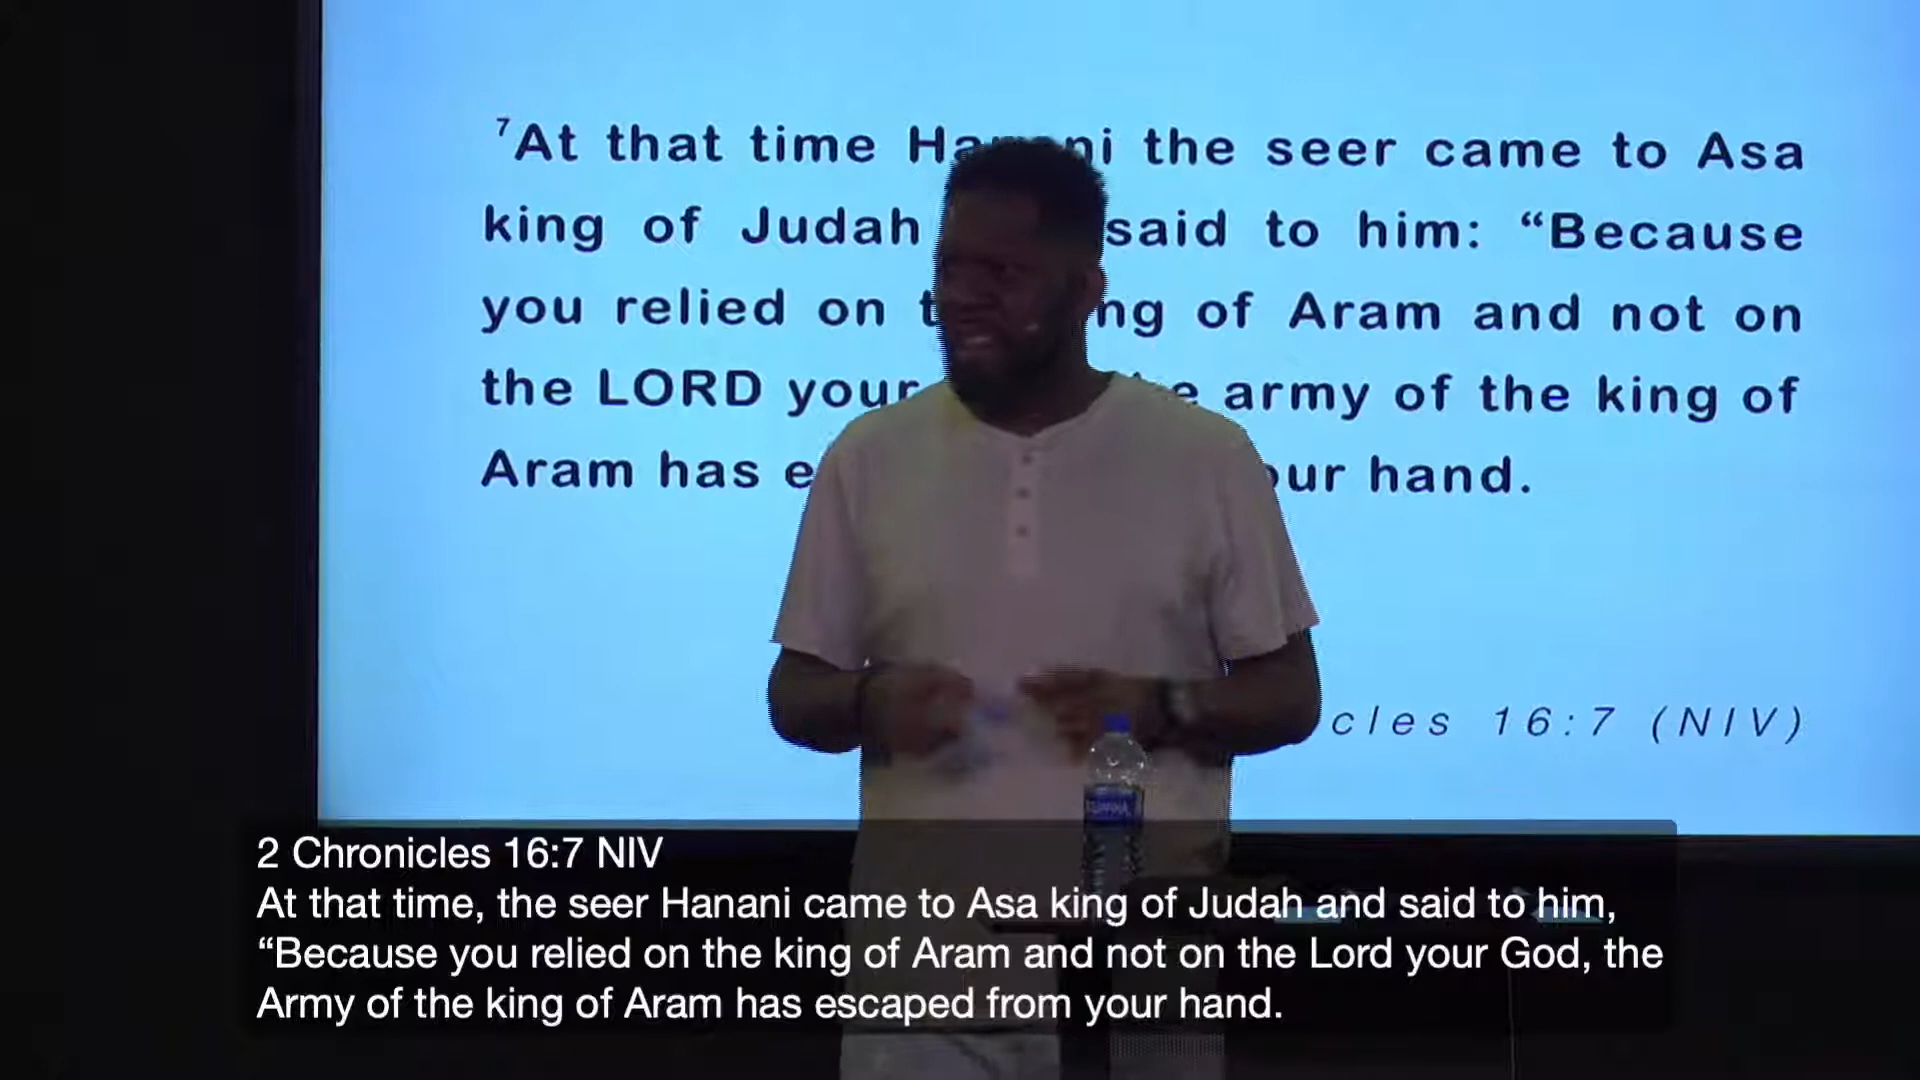 ⁷At that time the seer came to Asa
king of Judah said to him: “Because
you relied on of Aram and not on
the LORD your army of the king of
Aram has hand.
16:7 (NIV)
2 Chronicles 16:7 NIV
At that time, the seer Hanani came to Asa king of Judah and said to him,
“Because you relied on the king of Aram and not on the Lord your God, the
Army of the king of Aram has escaped from your hand.